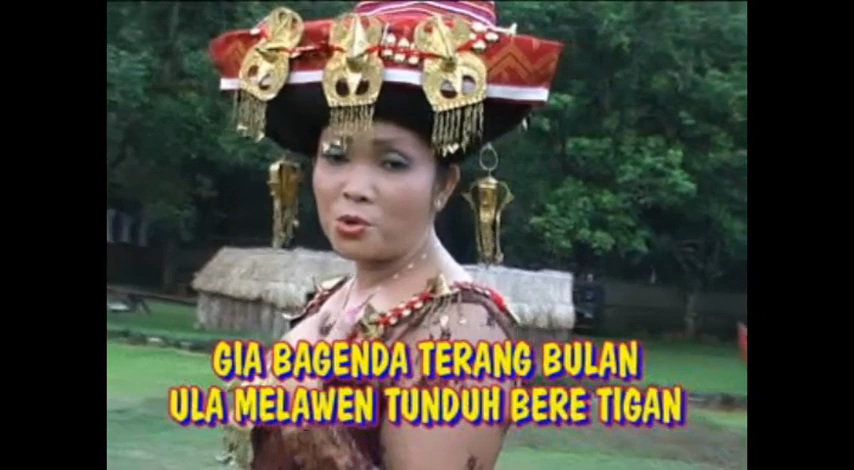 GIA BAGENDA TERANG BULAN
ULA MELAWEN TUNDUH BERE TIGAN